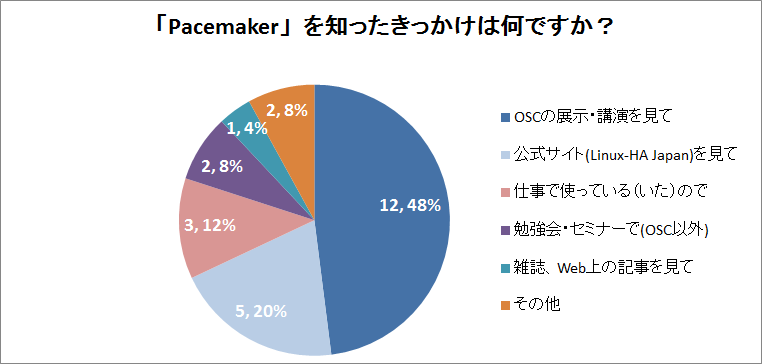 「Pacemaker」を知ったきっかけは何ですか？
2, 8%
1, 4%
2, 8%
3, 12%
5, 20%
12, 48%
OSCの展示・講演を見て
公式サイト(Linux-HA Japan)を見て
仕事で使っている（いた）ので
勉強会・セミナーで(OSC以外)
雑誌、Web上の記事を見て
その他